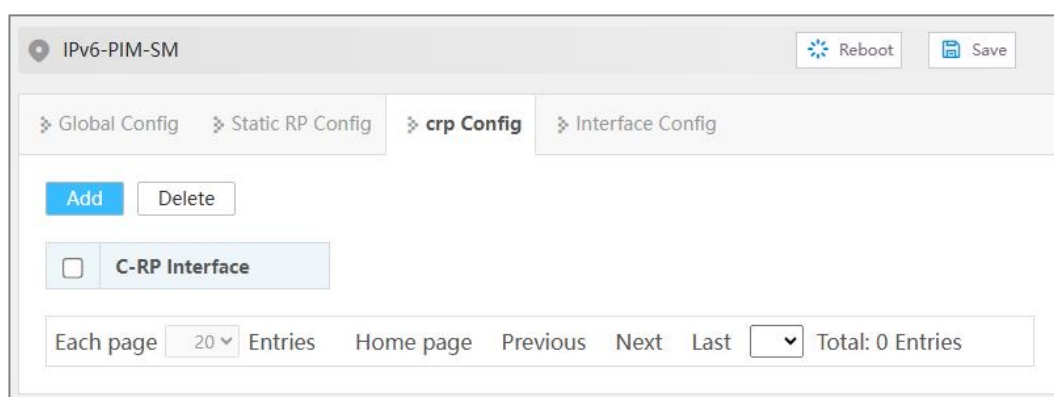 IPv6-PIM-SM Reboot Save
Global Config Static RP Config crp Config Interface Config
Add Delete
C-RP Interface
Each page 20 Entries Home page Previous Next Last Total: 0 Entries